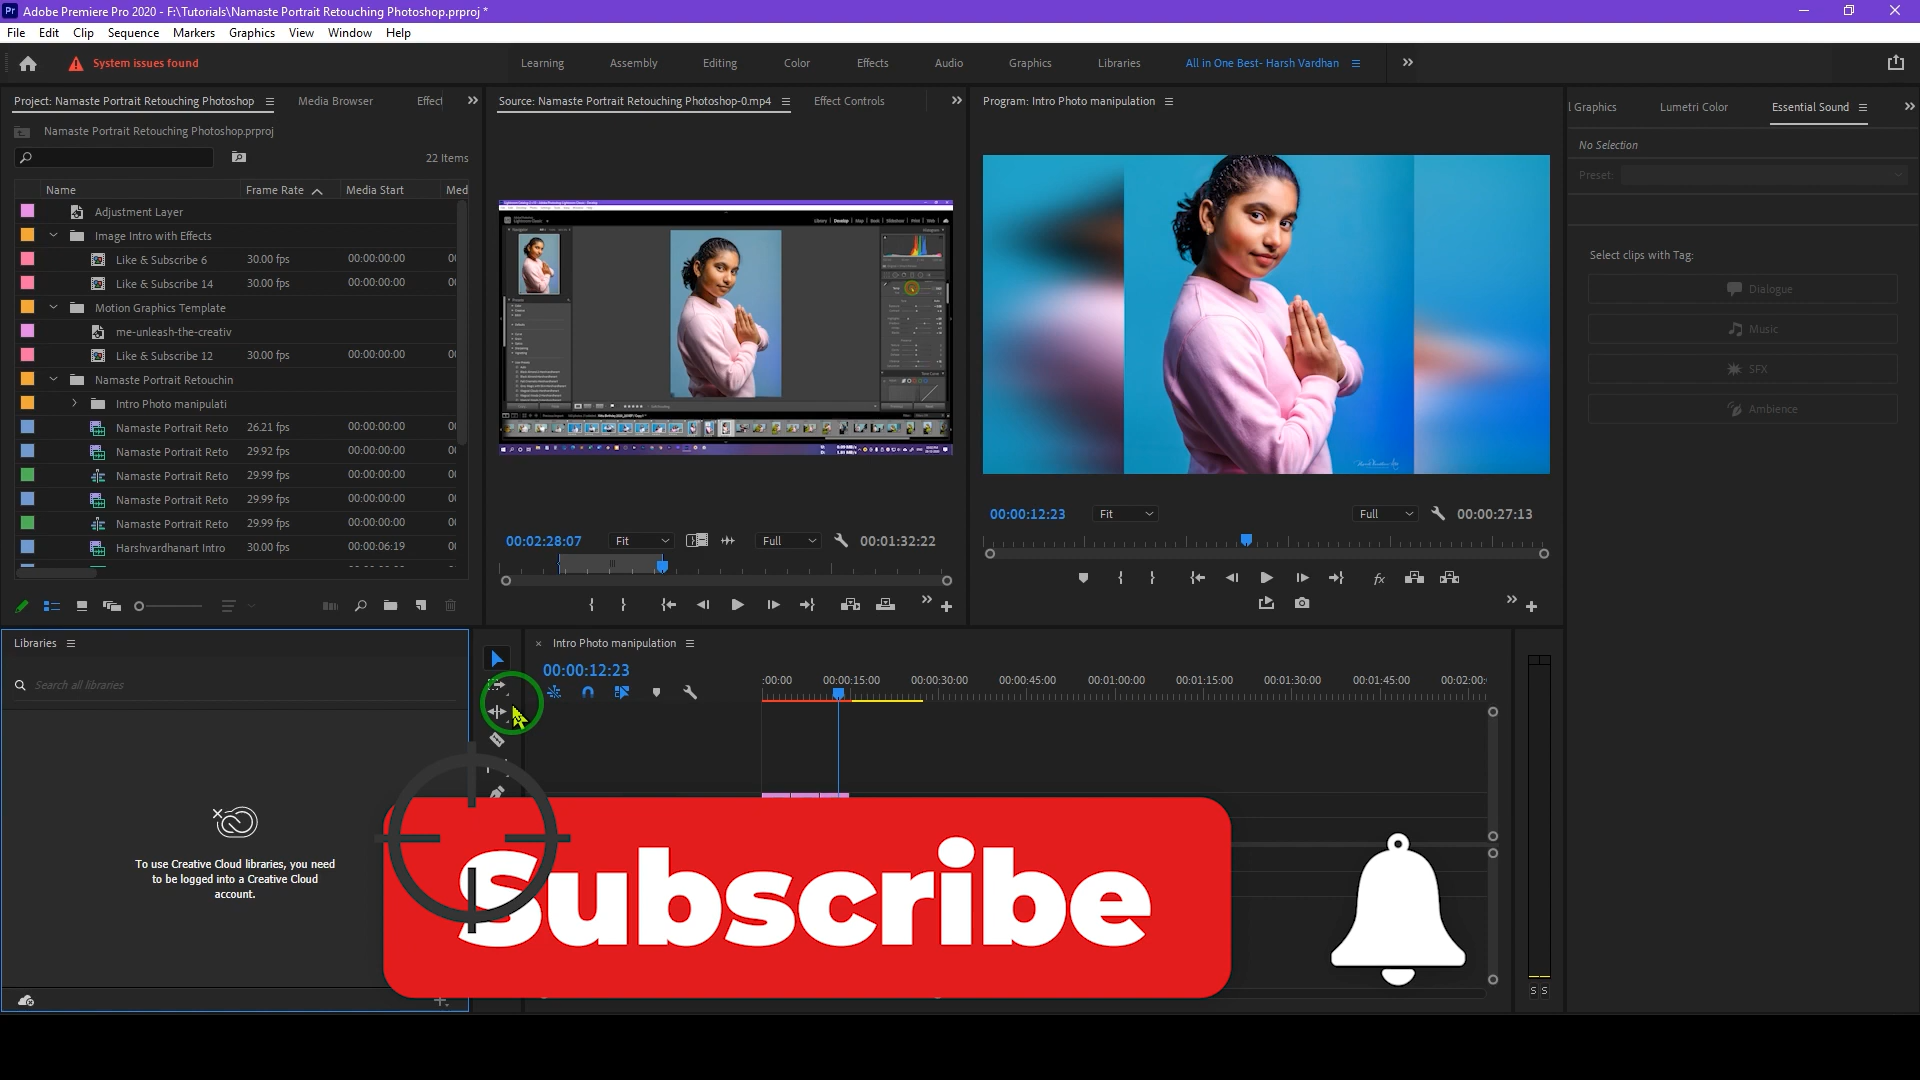 Adobe Premiere Pro 2020 - F:\Tutorials\Namaste Portrait Retouching Photoshop.prproj *
File Edit Clip Sequence Markers Graphics View Window Help
System issues found
Learning Assembly Editing Color Effects Audio Graphics Libraries All in One Best- Harsh Vardhan
Project: Namaste Portrait Retouching Photoshop Media Browser Effect
Namaste Portrait Retouching Photoshop.prproj
22 Items
Name Frame Rate Media Start Med
Adjustment Layer
Image Intro with Effects
Like & Subscribe 6 30.00 fps 00:00:00:00
Like & Subscribe 14 30.00 fps 00:00:00:00
Motion Graphics Template
me-unleash-the-creativ
Like & Subscribe 12 30.00 fps 00:00:00:00
Namaste Portrait Retouchin
Intro Photo manipulati
Namaste Portrait Reto 26.21 fps 00:00:00:00
Namaste Portrait Reto 29.92 fps 00:00:00:00
Namaste Portrait Reto 29.99 fps 00:00:00:00
Namaste Portrait Reto 29.99 fps 00:00:00:00
Namaste Portrait Reto 29.99 fps 00:00:00:00
Harshvardhanart Intro 30.00 fps 00:00:06:19
Source: Namaste Portrait Retouching Photoshop-0.mp4 Effect Controls
00:02:28:07 Fit Full 00:01:32:22
Program: Intro Photo manipulation
00:00:12:23 Fit Full 00:00:27:13
l Graphics Lumetri Color Essential Sound
No Selection
Preset:
Select clips with Tag:
Dialogue
Music
SFX
Ambience
Libraries
Search all libraries
To use Creative Cloud libraries, you need
to be logged into a Creative Cloud
account.
Intro Photo manipulation
00:00:12:23
:00:00 00:00:15:00 00:00:30:00 00:00:45:00 00:01:00:00 00:01:15:00 00:01:30:00 00:01:45:00 00:02:00:
Subscribe
S S